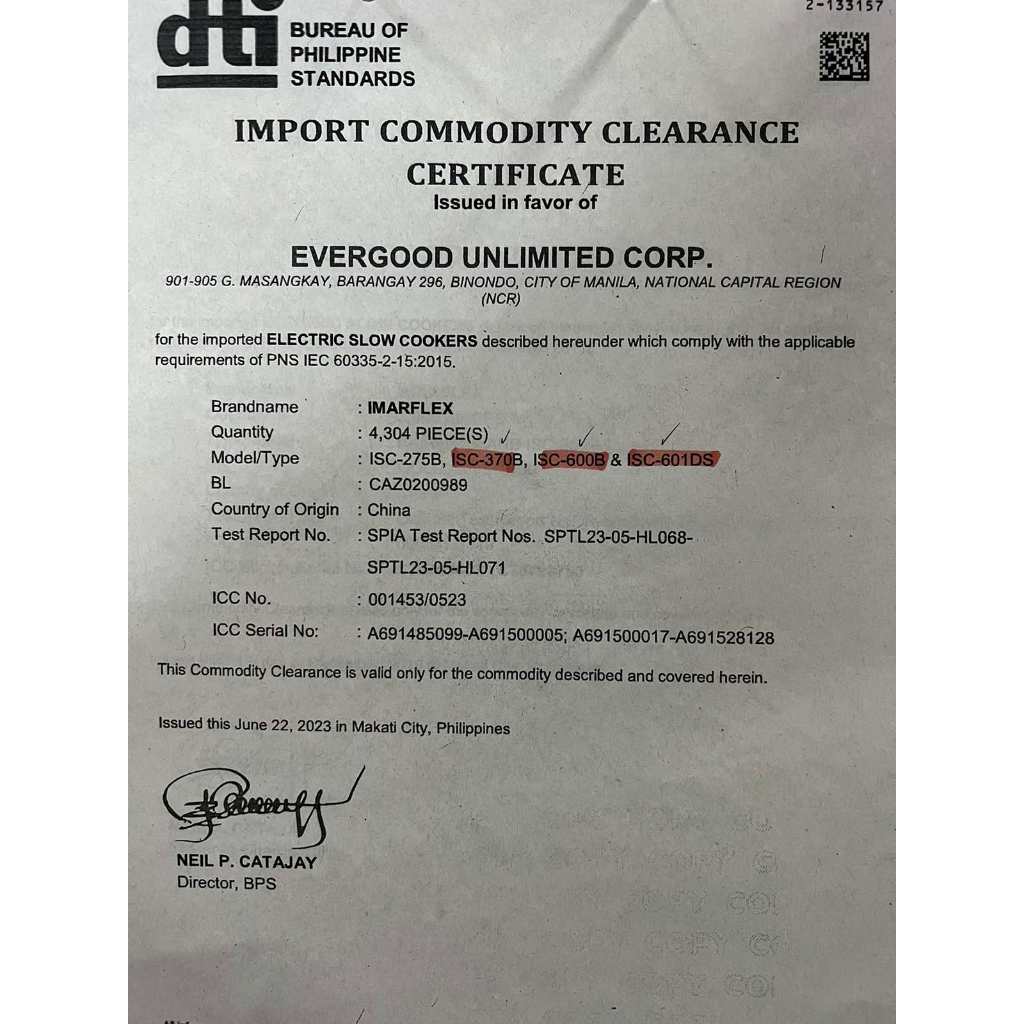 2-133157
dti
BUREAU OF
PHILIPPINE
STANDARDS
IMPORT COMMODITY CLEARANCE
CERTIFICATE
Issued in favor of
EVERGOOD UNLIMITED CORP.
901-905 G. MASANGKAY, BARANGAY 296, BINONDO, CITY OF MANILA, NATIONAL CAPITAL REGION
(NCR)
for the imported ELECTRIC SLOW COOKERS described hereunder which comply with the applicable
requirements of PNS IEC 60335-2-15:2015.
Brandname : IMARFLEX
Quantity : 4,304 PIECE(S)
Model/Type : ISC-275B, ISC-370B, ISC-600B & ISC-601DS
BL : CAZ0200989
Country of Origin : China
Test Report No. : SPIA Test Report Nos. SPTL23-05-HL068-
SPTL23-05-HL071
ICC No. : 001453/0523
ICC Serial No: : A691485099-A691500005; A691500017-A691528128
This Commodity Clearance is valid only for the commodity described and covered herein.
Issued this June 22, 2023 in Makati City, Philippines
NEIL P. CATAJAY
Director, BPS
COPY